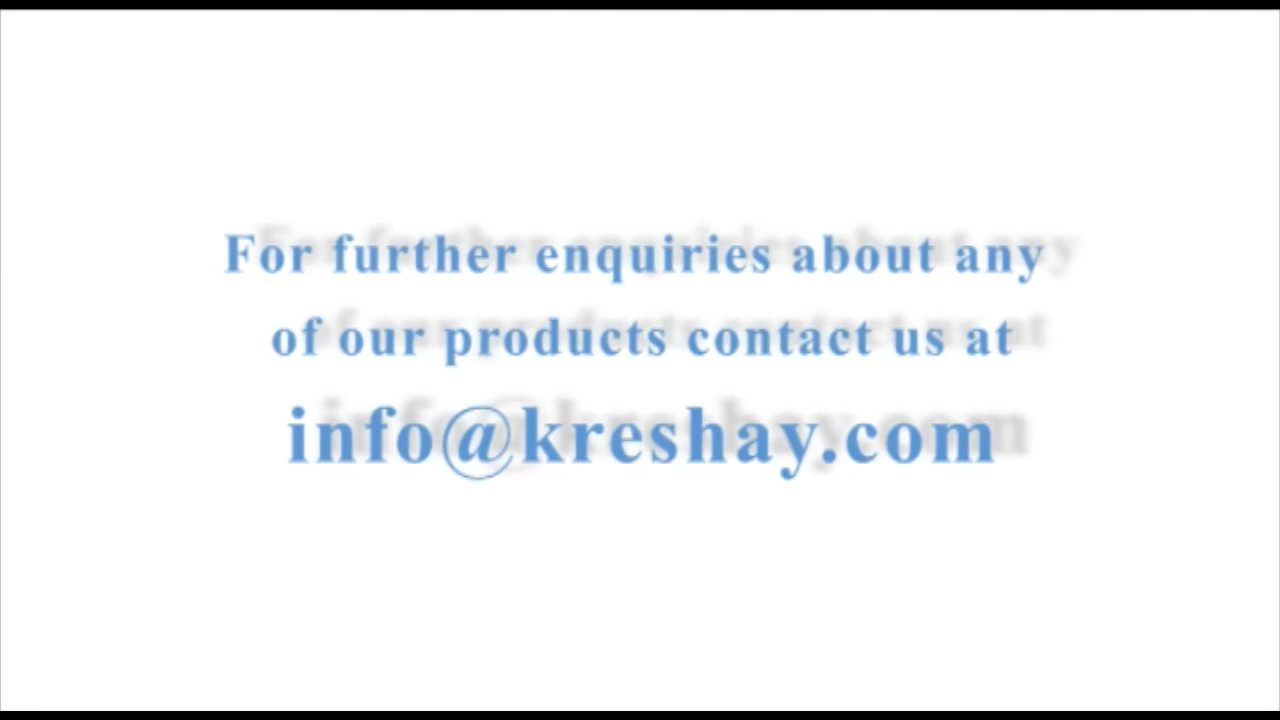 For further enquiries about any
of our products contact us at
info@kreshay.com